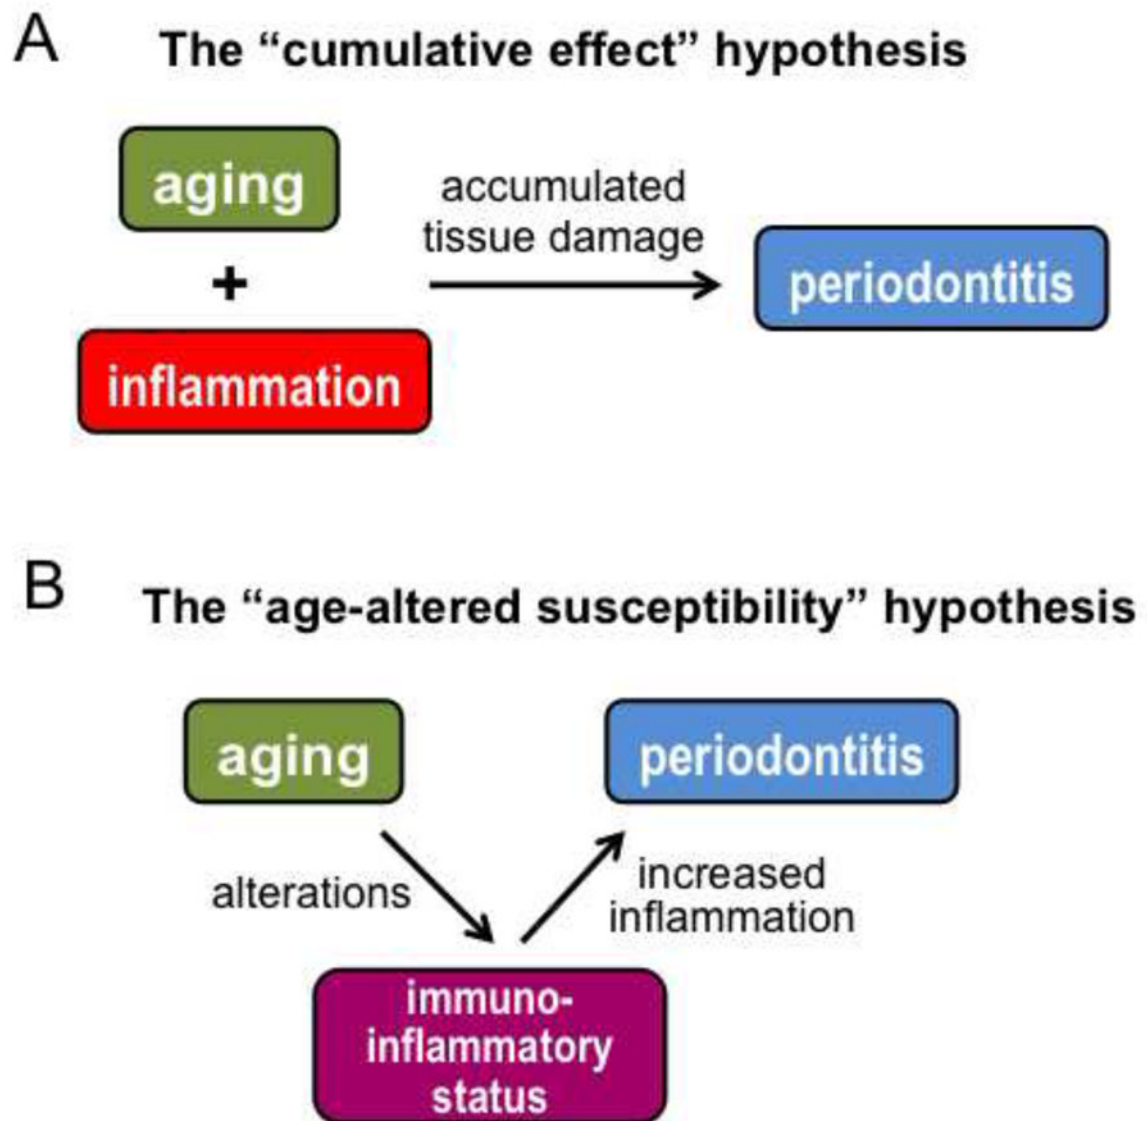 A
The “cumulative effect” hypothesis
aging
+
inflammation
accumulated
tissue damage
periodontitis
B
The “age-altered susceptibility” hypothesis
aging
periodontitis
alterations
increased
inflammation
immuno-
inflammatory
status